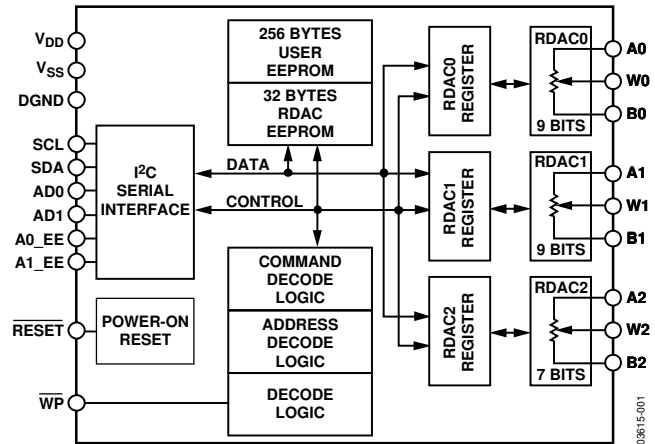 V_DD
V_SS
DGND
SCL
SDA
AD0
AD1
A0_EE
A1_EE
RESET
WP
I²C
SERIAL
INTERFACE
POWER-ON
RESET
256 BYTES
USER
EEPROM
32 BYTES
RDAC
EEPROM
DATA
CONTROL
COMMAND
DECODE
LOGIC
ADDRESS
DECODE
LOGIC
DECODE
LOGIC
RDAC0
REGISTER
RDAC1
REGISTER
RDAC2
REGISTER
RDAC0
9 BITS
RDAC1
9 BITS
RDAC2
7 BITS
A0
W0
B0
A1
W1
B1
A2
W2
B2
03615-001